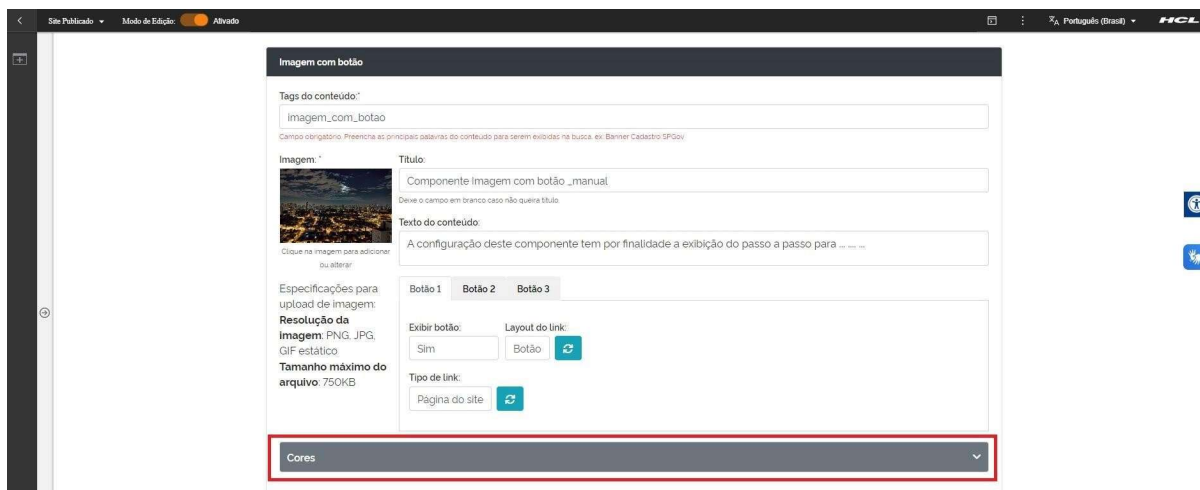 Site Publicado
Modo de Edição:
Ativado
Português (Brasil)
HCL
Imagem com botão
Tags do conteúdo:*
imagem_com_botao
Campo obrigatório. Preencha as principais palavras do conteúdo para serem exibidas na busca. ex: Banner Cadastro SPGov
Imagem: *
Título:
Componente Imagem com botão _manual
Deixe o campo em branco caso não queira título.
Texto do conteúdo:
A configuração deste componente tem por finalidade a exibição do passo a passo para ... .... ...
Clique na imagem para adicionar
ou alterar
Especificações para
upload de imagem:
Resolução da
imagem: PNG, JPG,
GIF estático
Tamanho máximo do
arquivo: 750KB
Botão 1
Botão 2
Botão 3
Exibir botão:
Layout do link:
Sim
Botão
Tipo de link:
Página do site
Cores